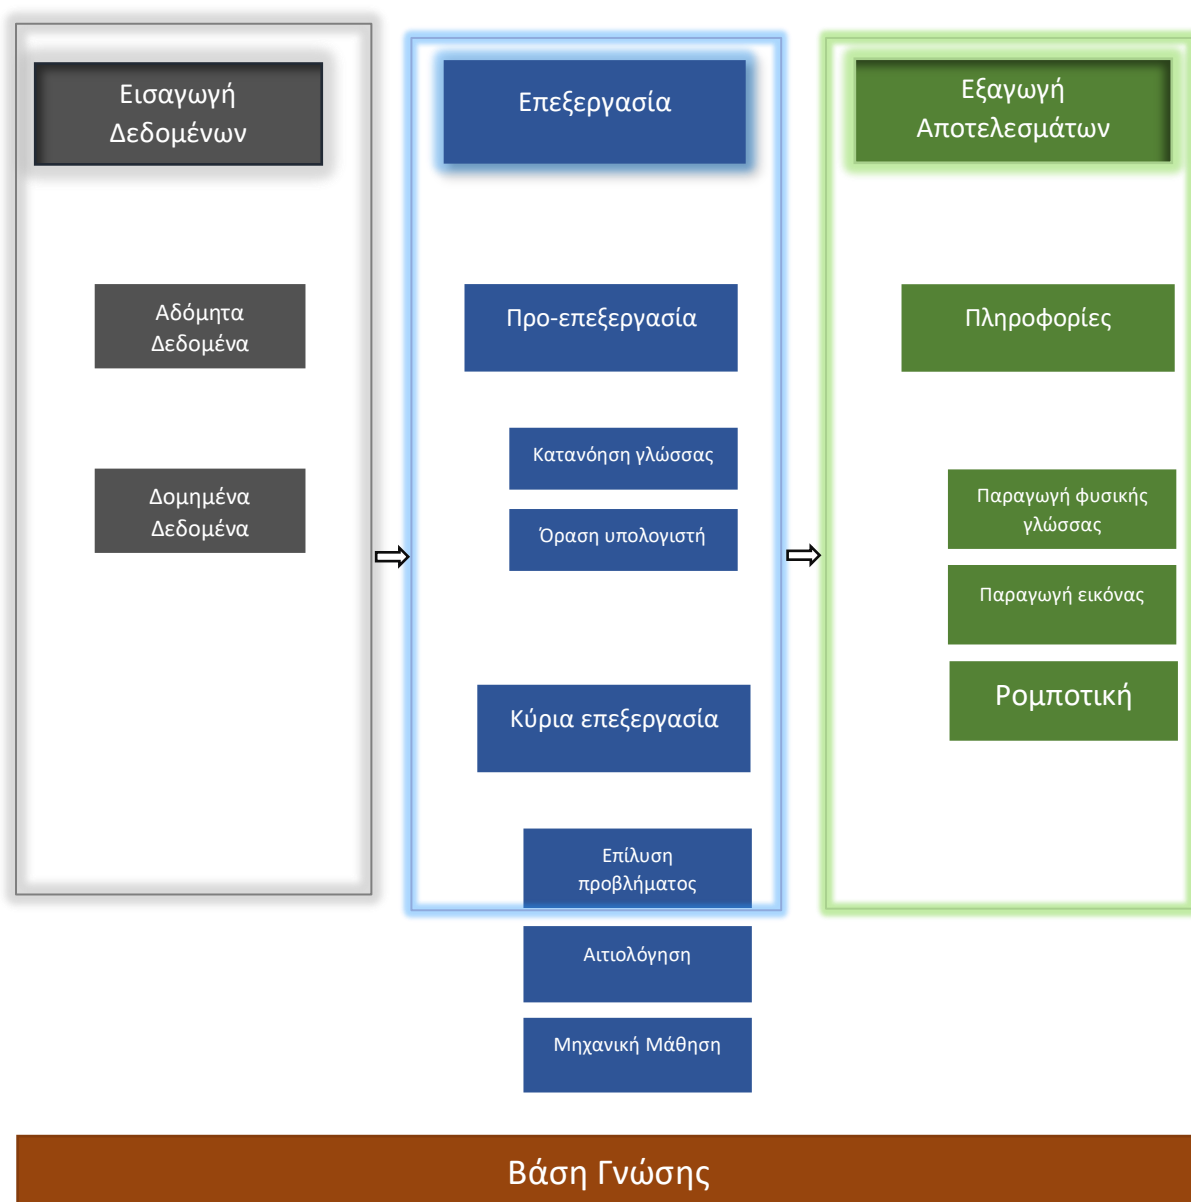 Εισαγωγή
Δεδομένων
Αδόμητα
Δεδομένα
Δομημένα
Δεδομένα
Επεξεργασία
Προ-επεξεργασία
Κατανόηση γλώσσας
Όραση υπολογιστή
Κύρια επεξεργασία
Επίλυση
προβλήματος
Αιτιολόγηση
Μηχανική Μάθηση
Εξαγωγή
Αποτελεσμάτων
Πληροφορίες
Παραγωγή φυσικής
γλώσσας
Παραγωγή εικόνας
Ρομποτική
Βάση Γνώσης